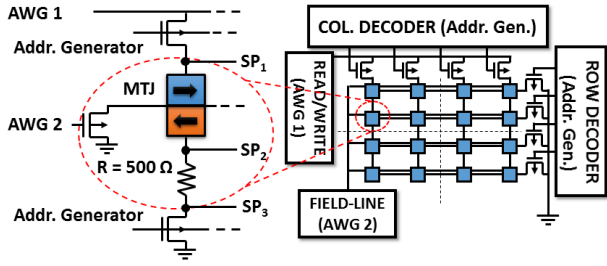 AWG 1
Addr. Generator
SP1
MTJ
AWG 2
SP2
R = 500 Ω
SP3
Addr. Generator
COL. DECODER (Addr. Gen.)
READ/WRITE
(AWG 1)
ROW DECODER
(Addr. Gen.)
FIELD-LINE
(AWG 2)